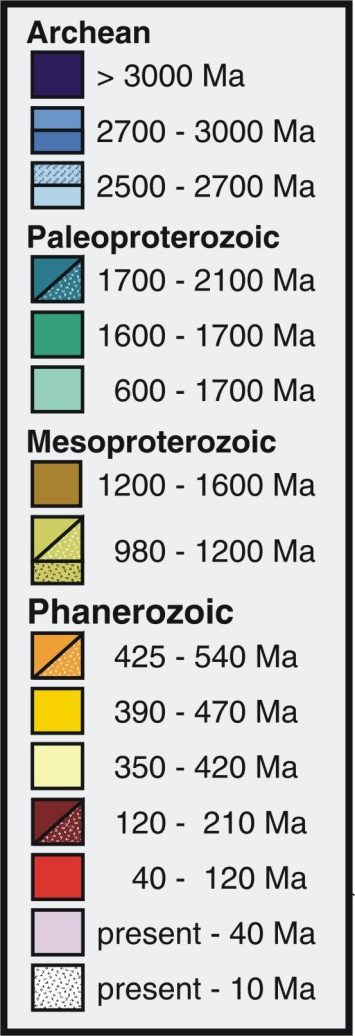 Archean
> 3000 Ma
2700 - 3000 Ma
2500 - 2700 Ma
Paleoproterozoic
1700 - 2100 Ma
1600 - 1700 Ma
600 - 1700 Ma
Mesoproterozoic
1200 - 1600 Ma
980 - 1200 Ma
Phanerozoic
425 - 540 Ma
390 - 470 Ma
350 - 420 Ma
120 - 210 Ma
40 - 120 Ma
present - 40 Ma
present - 10 Ma